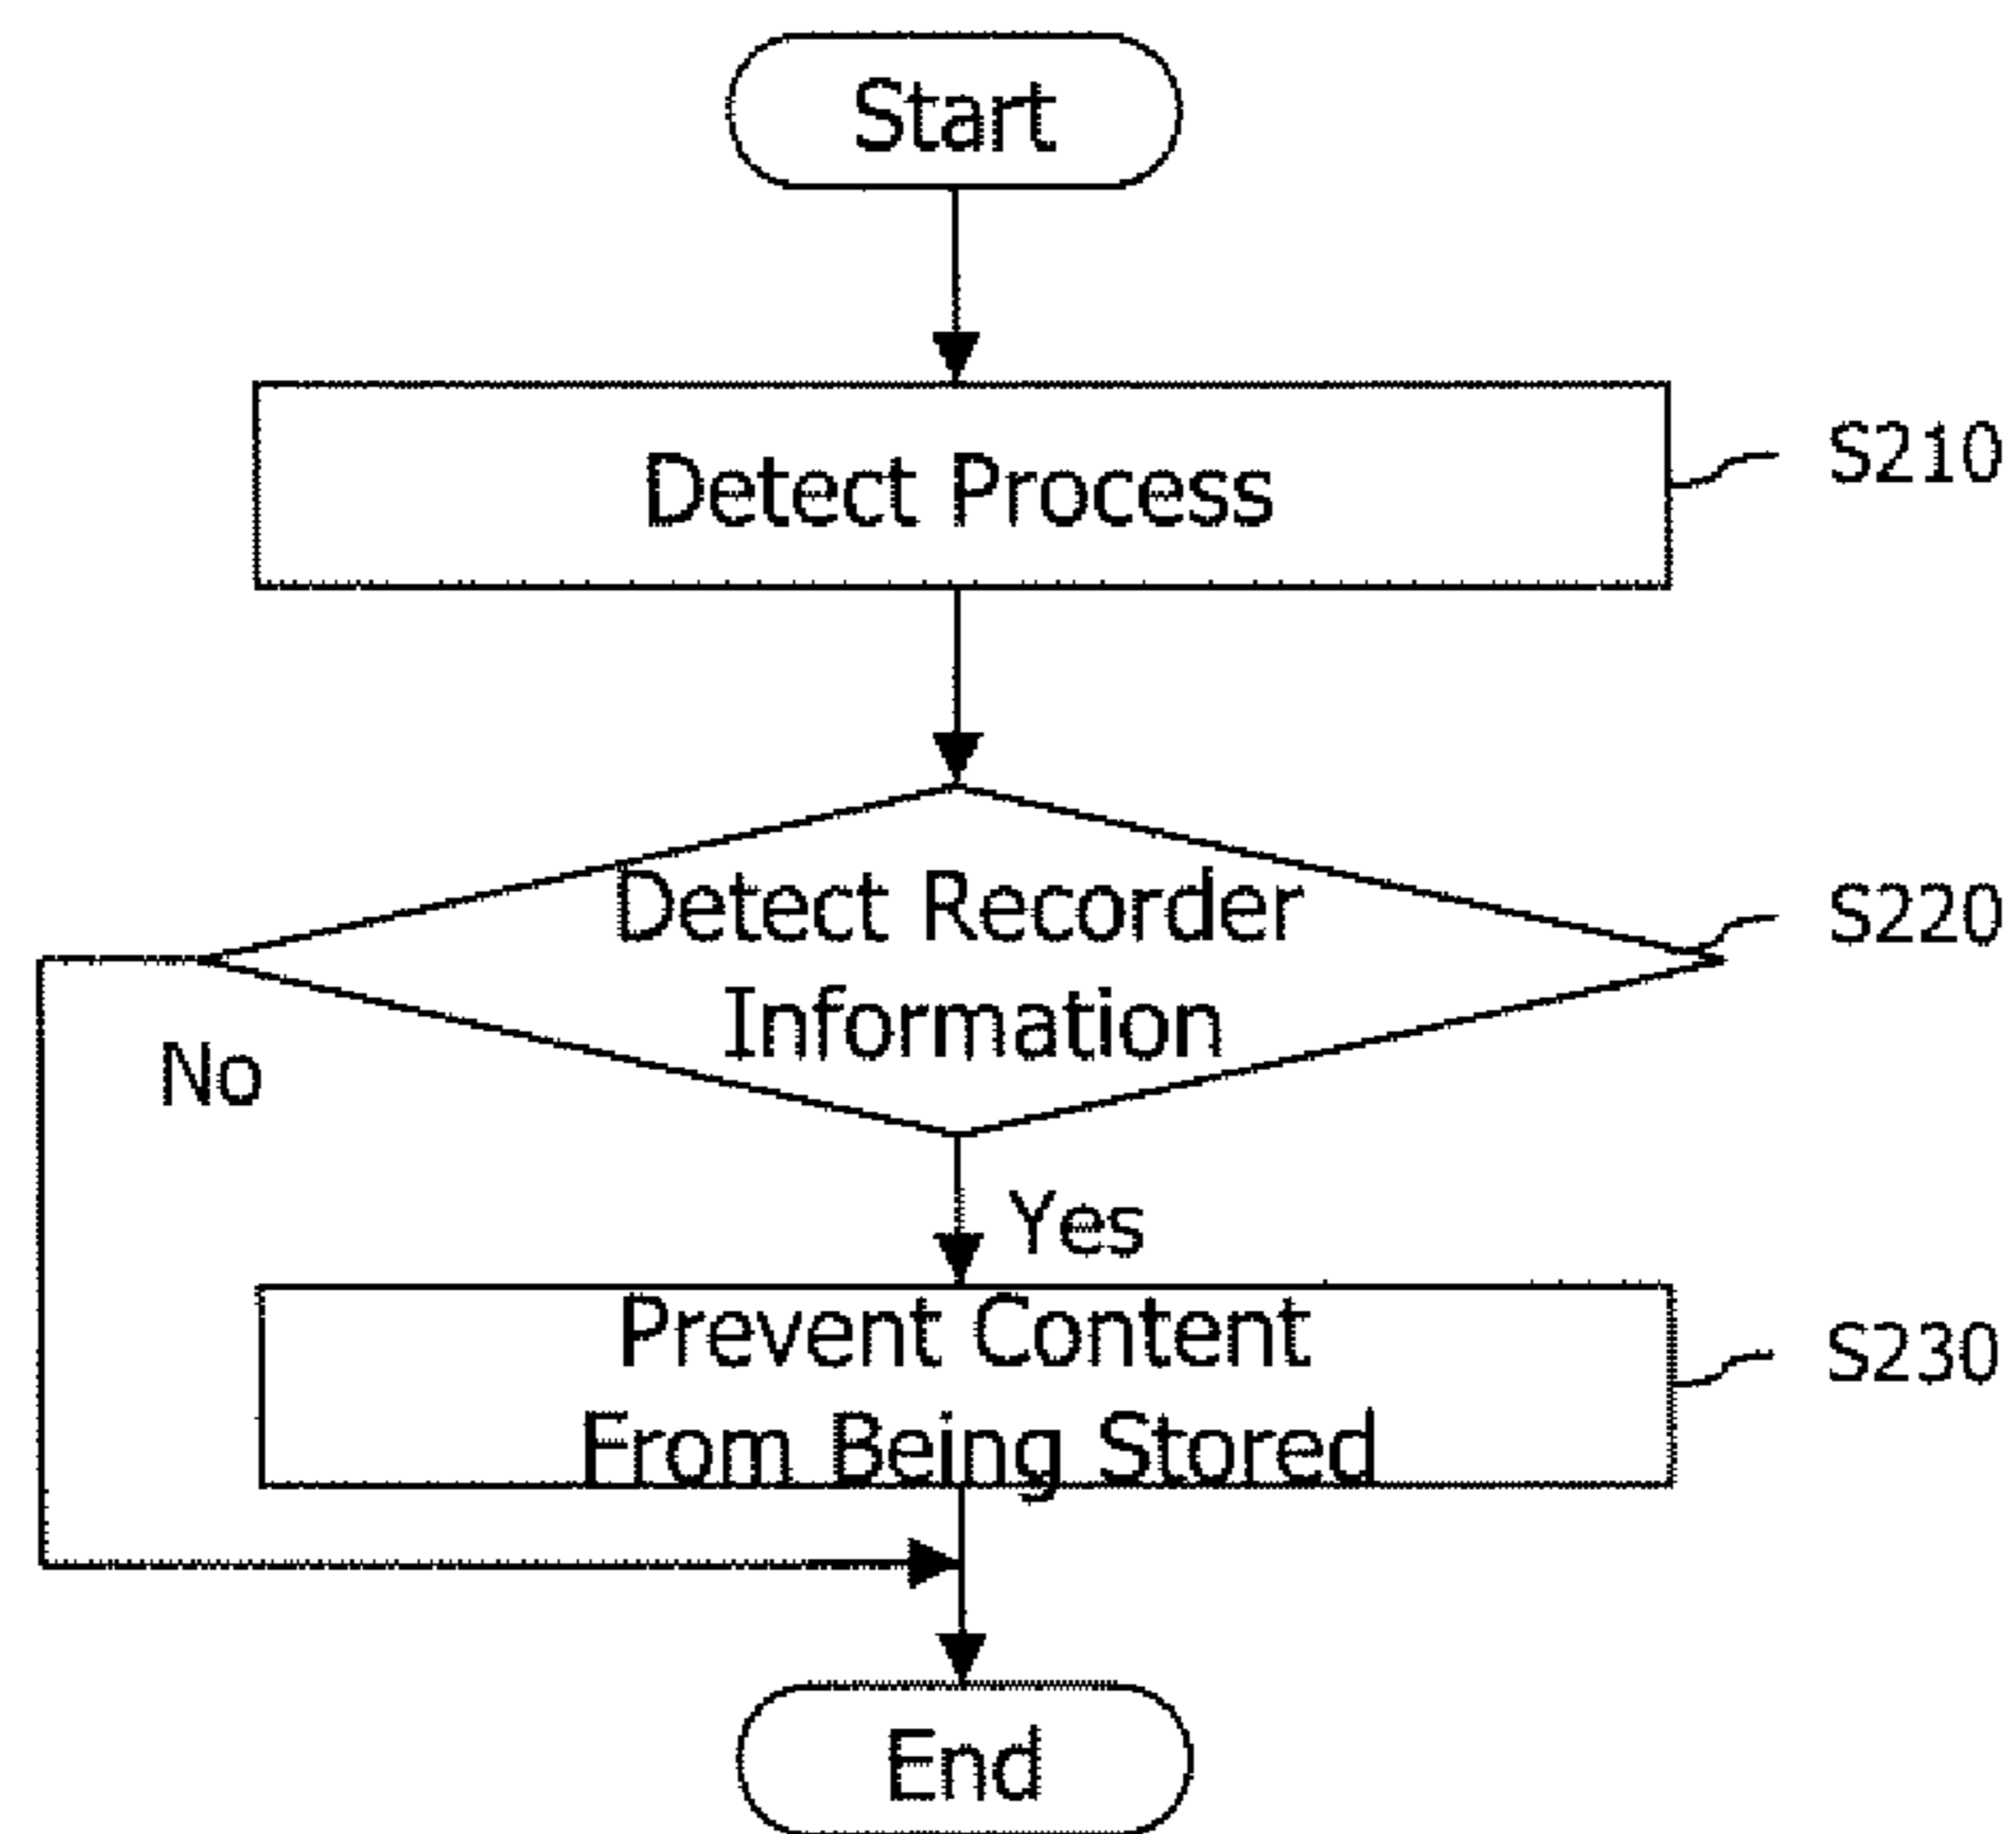 Start
Detect Process
S210
Detect Recorder
Information
S220
No
Yes
Prevent Content
From Being Stored
S230
End